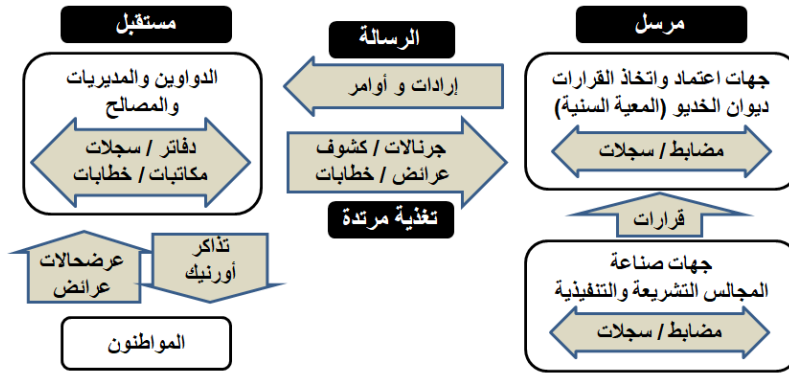 مرسل
الرسالة
مستقبل
جهات اعتماد واتخاذ القرارات
ديوان الخديو (المعية السنية)
مضابط / سجلات
إرادات و أوامر
جرنالات / كشوف
عرائض / خطابات
تغذية مرتدة
الدواوين والمديريات
والمصالح
دفاتر / سجلات
مكاتبات / خطابات
قرارات
جهات صناعة
المجالس التشريعة والتنفيذية
مضابط / سجلات
تذاكر
أورنيك
عرضحالات
عرائض
المواطنون